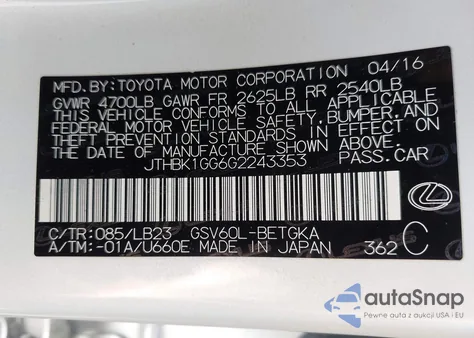 MFD.BY:TOYOTA MOTOR CORPORATION 04/16
GVWR 4700LB GAWR FR 2625LB RR 2540LB
THIS VEHICLE CONFORMS TO ALL APPLICABLE
FEDERAL MOTOR VEHICLE SAFETY,BUMPER,AND
THEFT PREVENTION STANDARDS IN EFFECT ON
THE DATE OF MANUFACTURE SHOWN ABOVE.
JTHBK1GG6G2243353 PASS.CAR
C/TR:085/LB23 GSV60L-BETGKA
A/TM:-01A/U660E MADE IN JAPAN 362 C
autoSnap
Pewne auta z aukcji USA i EU